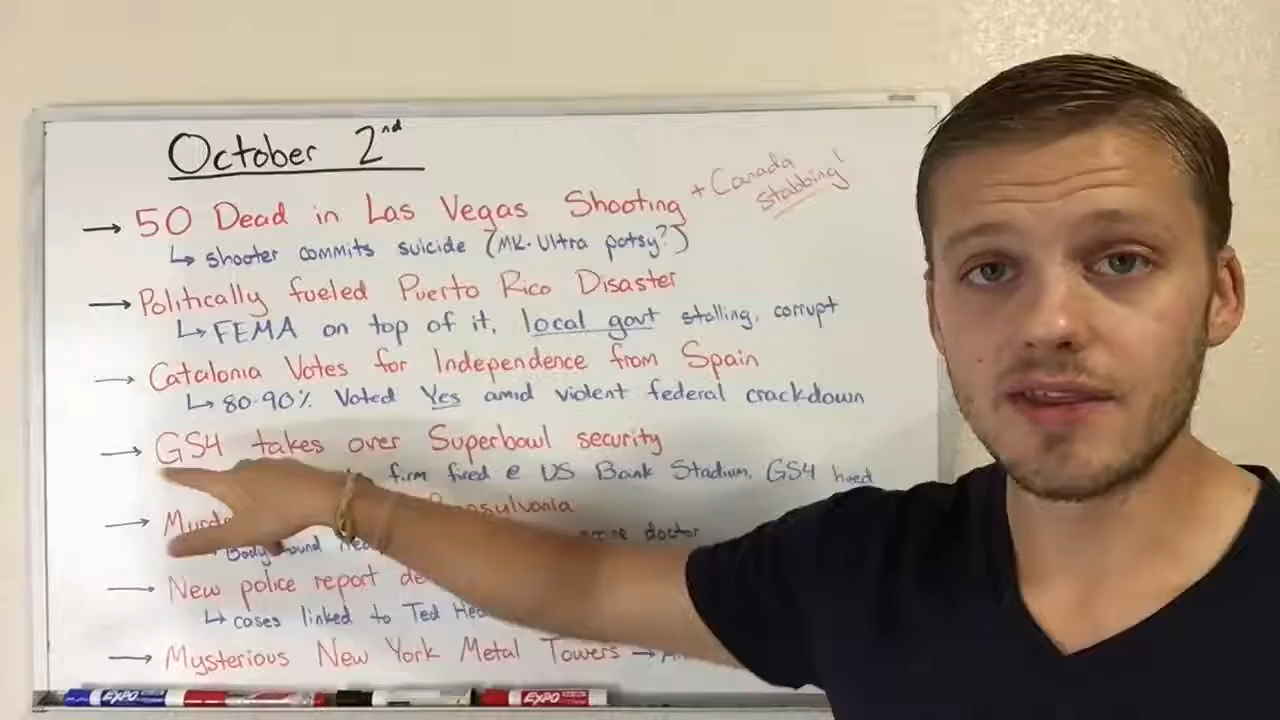 October 2nd
→ 50 Dead in Las Vegas Shooting + Canada stabbing!
↳ shooter commits suicide (MK-Ultra patsy?)
→ Politically fueled Puerto Rico Disaster
↳ FEMA on top of it, local govt stalling, corrupt
→ Catalonia Votes for Independence from Spain
↳ 80-90% Voted Yes amid violent federal crackdown
→ GS4 takes over Superbowl security
firm fired @ US Bank Stadium, GS4 hired
→
Body found doctor
→ New police report
↳ cases linked to Ted
→ Mysterious New York Metal Towers →
EXPO EXPO